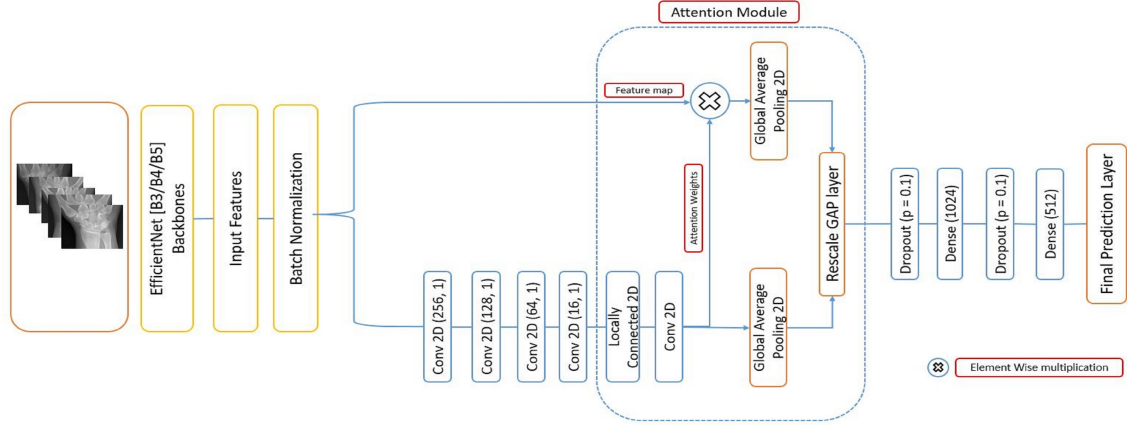 Attention Module
EfficientNet [B3/B4/B5]
Backbones
Input Features
Batch Normalization
Feature map
Global Average
Pooling 2D
Attention Weights
Conv 2D (256, 1)
Conv 2D (128, 1)
Conv 2D (64, 1)
Conv 2D (16, 1)
Locally
Connected 2D
Conv 2D
Global Average
Pooling 2D
Rescale GAP layer
Dropout (p = 0.1)
Dense (1024)
Dropout (p = 0.1)
Dense (512)
Final Prediction Layer
Element Wise multiplication